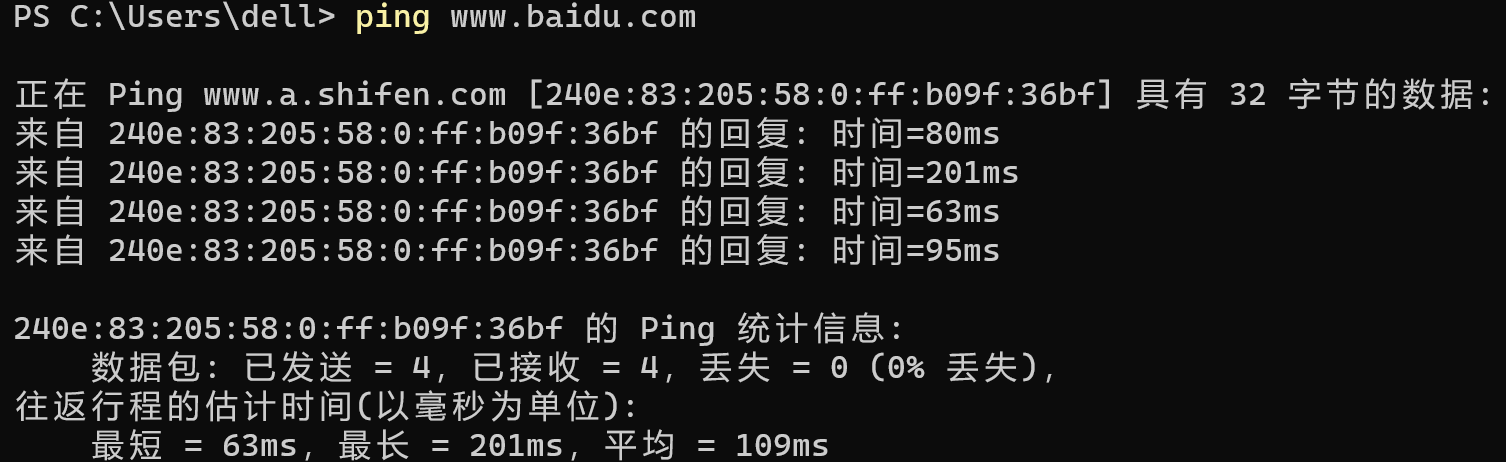 PS C:\Users\dell> ping www.baidu.com
正在 Ping www.a.shifen.com [240e:83:205:58:0:ff:b09f:36bf] 具有 32 字节的数据:
来自 240e:83:205:58:0:ff:b09f:36bf 的回复: 时间=80ms
来自 240e:83:205:58:0:ff:b09f:36bf 的回复: 时间=201ms
来自 240e:83:205:58:0:ff:b09f:36bf 的回复: 时间=63ms
来自 240e:83:205:58:0:ff:b09f:36bf 的回复: 时间=95ms
240e:83:205:58:0:ff:b09f:36bf 的 Ping 统计信息:
数据包: 已发送 = 4, 已接收 = 4, 丢失 = 0 (0% 丢失),
往返行程的估计时间(以毫秒为单位):
最短 = 63ms, 最长 = 201ms, 平均 = 109ms